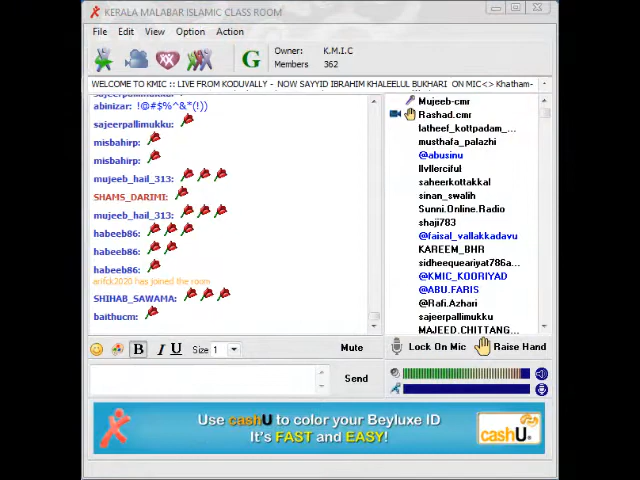 KERALA MALABAR ISLAMIC CLASS ROOM
File Edit View Option Action
G Owner: K.M.I.C
Members 362
WELCOME TO KMIC :: LIVE FROM KODUVALLY - NOW SAYYID IBRAHIM KHALEELUL BUKHARI ON MIC<> Khatham-
sajeerpallimukku:
abinizar: !@#$%^&*(!))
sajeerpallimukku:
misbahirp:
misbahirp:
mujeeb_hail_313:
SHAMS_DARIMI:
mujeeb_hail_313:
habeeb86:
habeeb86:
habeeb86:
arifck2020 has joined the room
SHIHAB_SAWAMA:
baithucm:
Mujeeb-cmr
Rashad.cmr
latheef_kottpadam_...
musthafa_palazhi
@abusinu
llvllerciful
saheerkottakkal
sinan_swalih
Sunni.Online.Radio
shaji783
@faisal_vallakkadavu
KAREEM_BHR
sidheequeariyat786a...
@KMIC_KOORIYAD
@ABU.FARIS
@Rafi.Azhari
sajeerpallimukku
MAJEED.CHITTANG...
B I U Size 1 Mute
Lock On Mic Raise Hand
Send
Use cashU to color your Beyluxe ID
It's FAST and EASY!
cashU